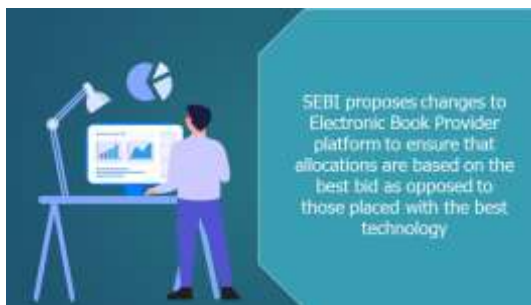 SEBI proposes changes to
Electronic Book Provider
platform to ensure that
allocations are based on the
best bid as opposed to
those placed with the best
technology